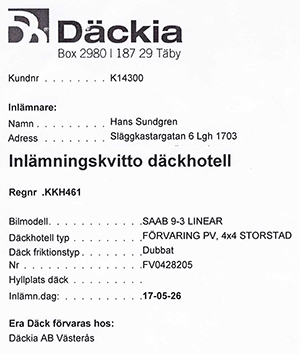 Däckia
Box 2980 | 187 29 Täby
Kundnr . . . . . . . . K14300
Inlämnare:
Namn . . . . . . . . . . Hans Sundgren
Adress . . . . . . . . . Släggkastargatan 6 Lgh 1703
Inlämningskvitto däckhotell
Regnr .KKH461
Bilmodell. . . . . . . . . . . SAAB 9-3 LINEAR
Däckhotell typ . . . . . . . . FÖRVARING PV, 4x4 STORSTAD
Däck friktionstyp . . . . . . Dubbat
Nr . . . . . . . . . . . . . . FV0428205
Hyllplats däck . . . . . . . .
Inlämn.dag: . . . . . . . . . 17-05-26
Era Däck förvaras hos:
Däckia AB Västerås